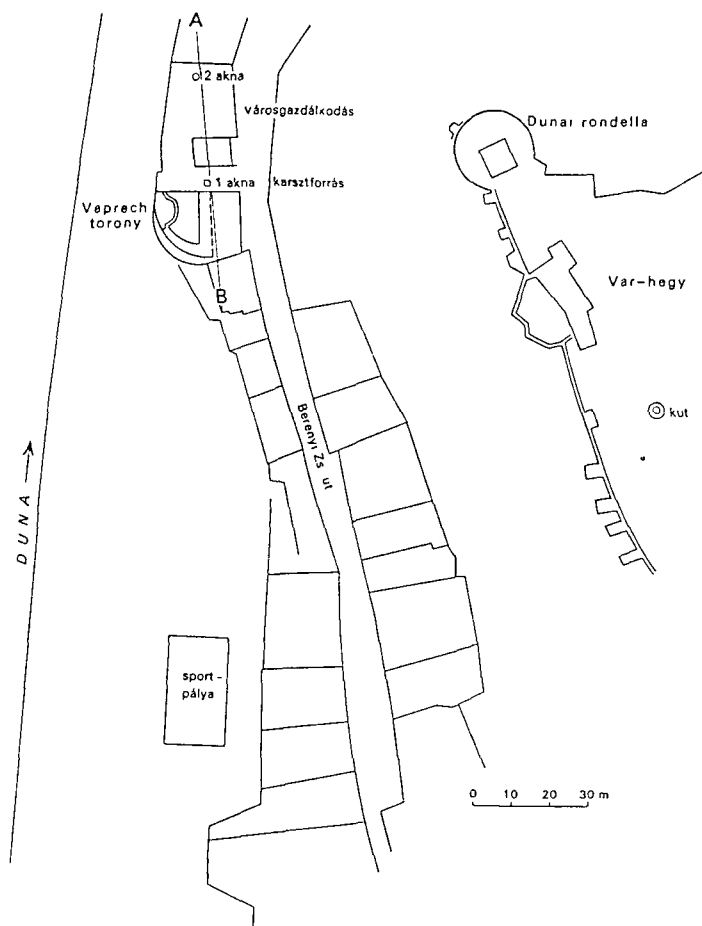 A
2 akna
Városgazdálkodás
Dunai rondella
1 akna karsztforrás
Veprech
torony
Var-hegy
B
Berenyi Zs ut
kut
DUNA
sport-
pálya
0 10 20 30 m